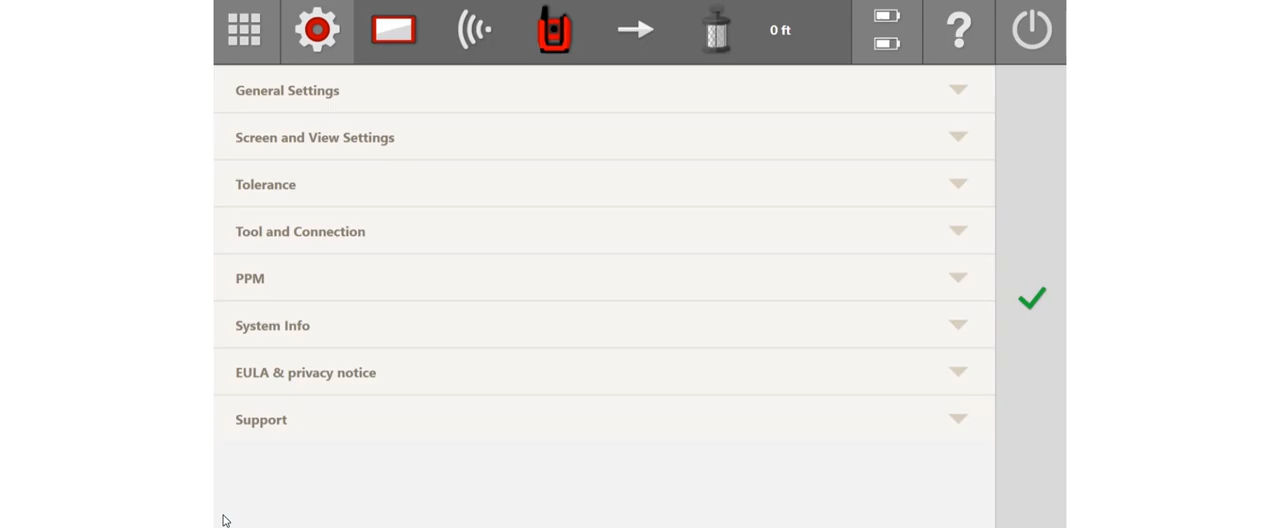 0 ft
?
General Settings
Screen and View Settings
Tolerance
Tool and Connection
PPM
System Info
EULA & privacy notice
Support